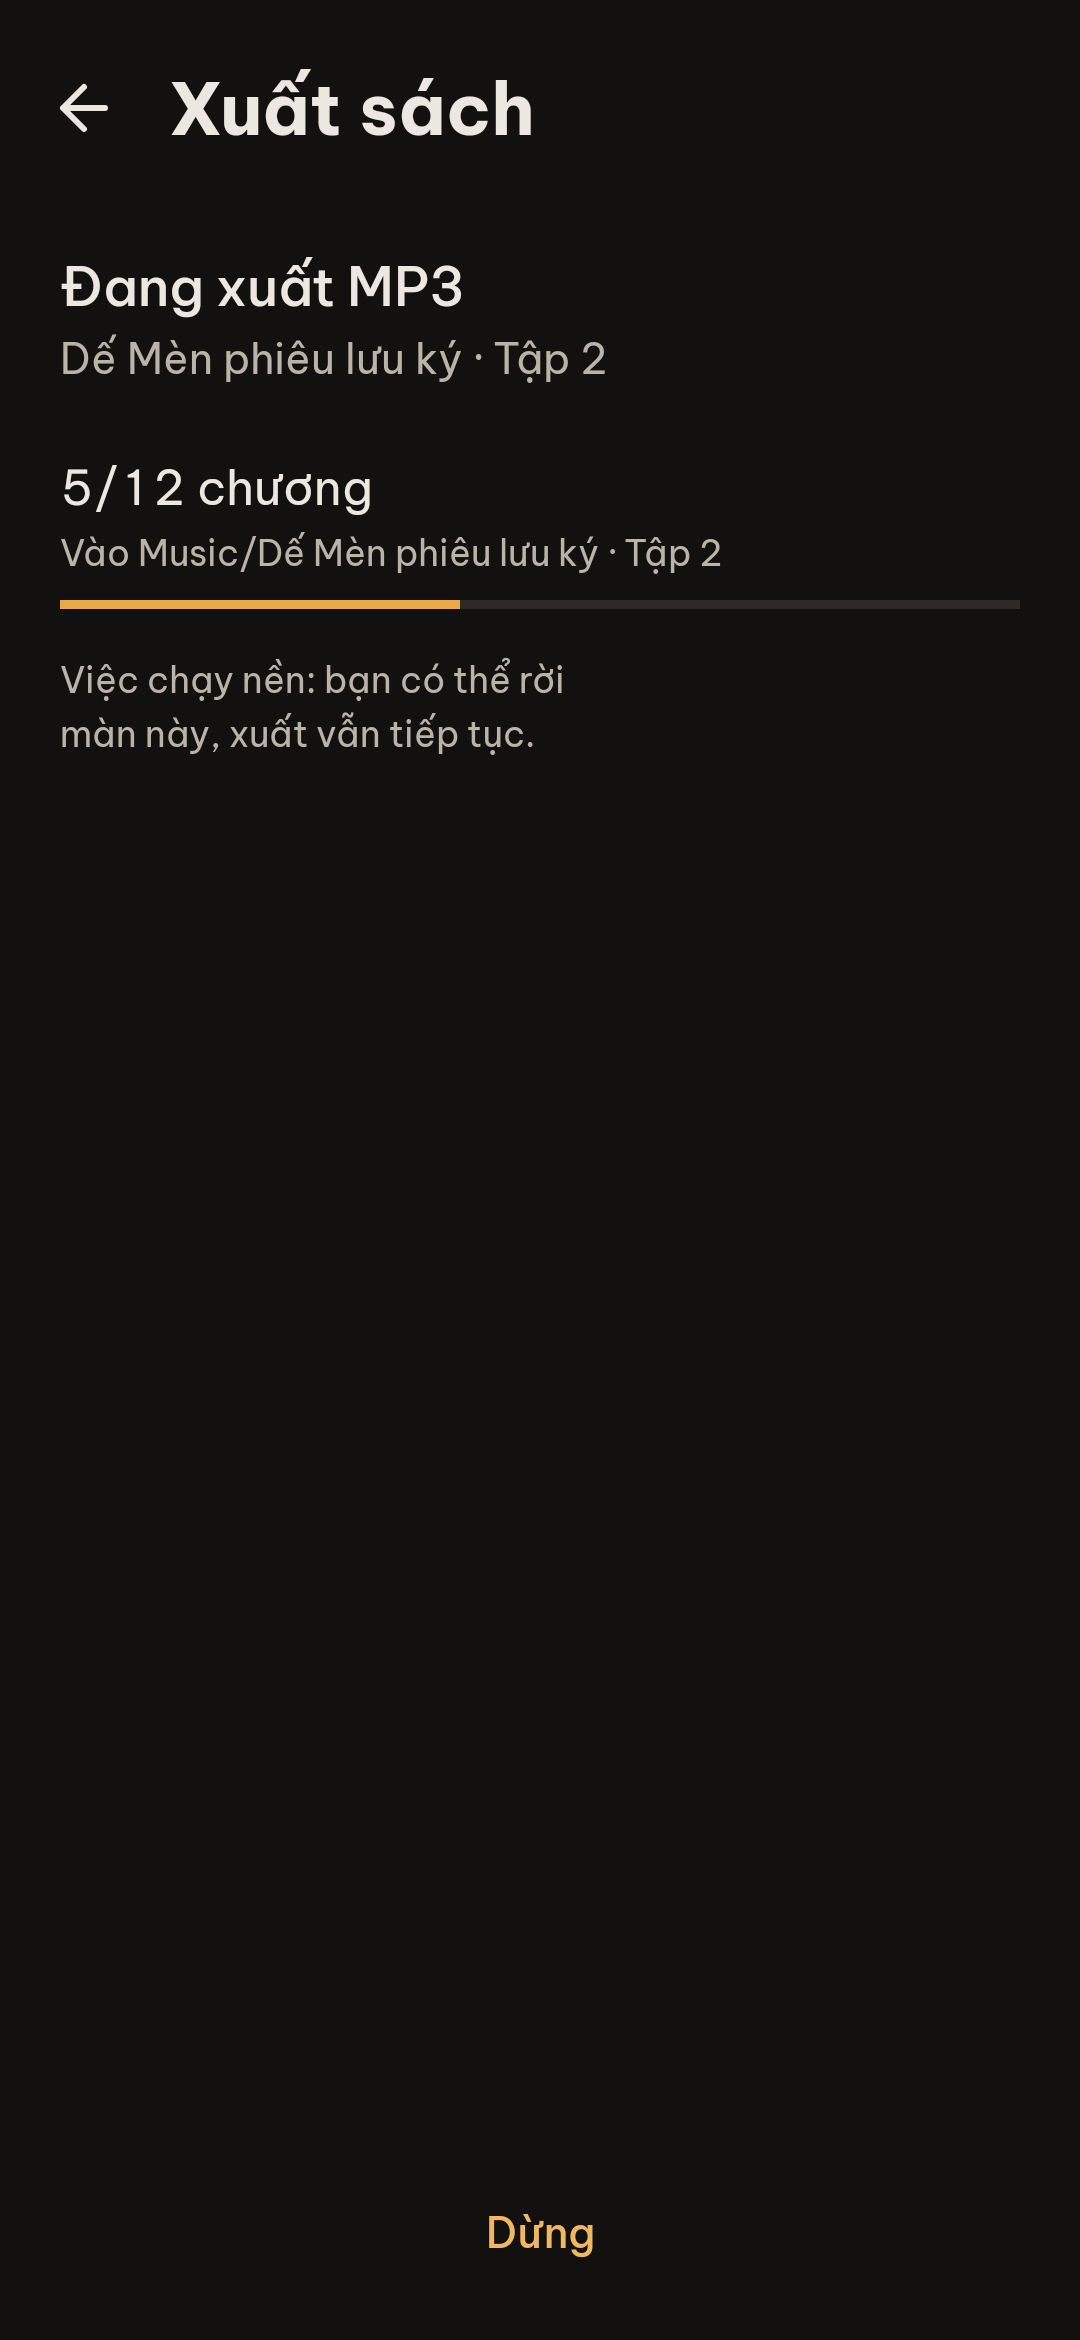 Xuất sách
Đang xuất MP3
Dế Mèn phiêu lưu ký · Tập 2
5/12 chương
Vào Music/Dế Mèn phiêu lưu ký · Tập 2
Việc chạy nền: bạn có thể rời
màn này, xuất vẫn tiếp tục.
Dừng